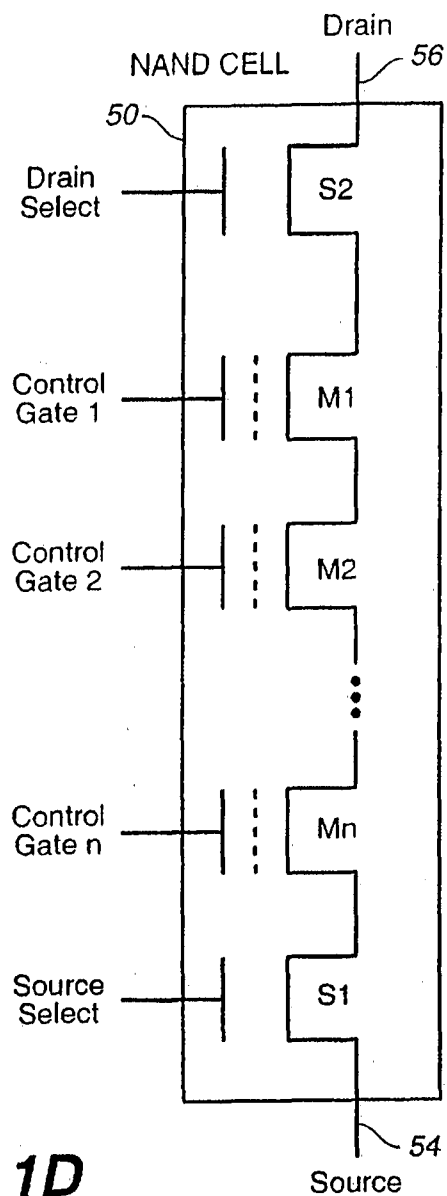 Drain
56
NAND CELL
50
Drain
Select
S2
Control
Gate 1
M1
Control
Gate 2
M2
Control
Gate n
Mn
Source
Select
S1
54
1D
Source